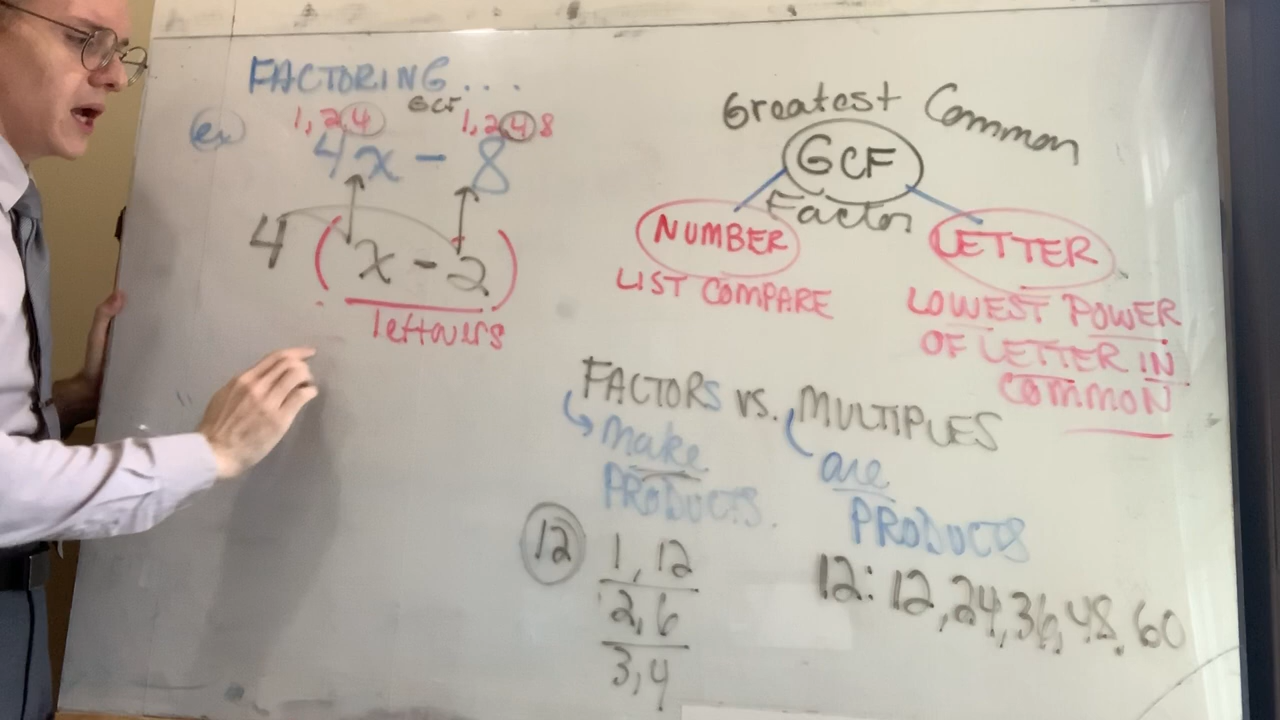 FACTORING....
ex
1, 2, 4
GCF
1, 2, 4 8
4x - 8
4 (x - 2)
leftovers
Greatest Common
GCF
Factor
NUMBER
LIST COMPARE
LETTER
LOWEST POWER
OF LETTER IN
COMMON
FACTORS vs. MULTIPLES
make
PRODUCTS.
are
PRODUCTS
12
1, 12
2, 6
3, 4
12: 12, 24, 36, 48, 60